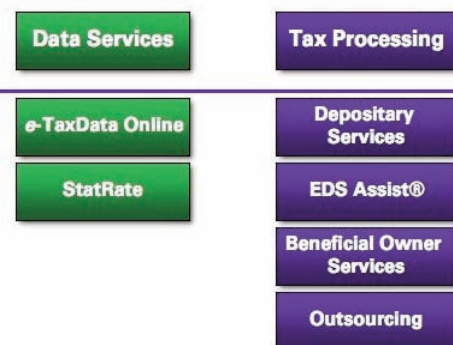 Data Services
Tax Processing
e-TaxData Online
StatRate
Depositary
Services
EDS Assist®
Beneficial Owner
Services
Outsourcing